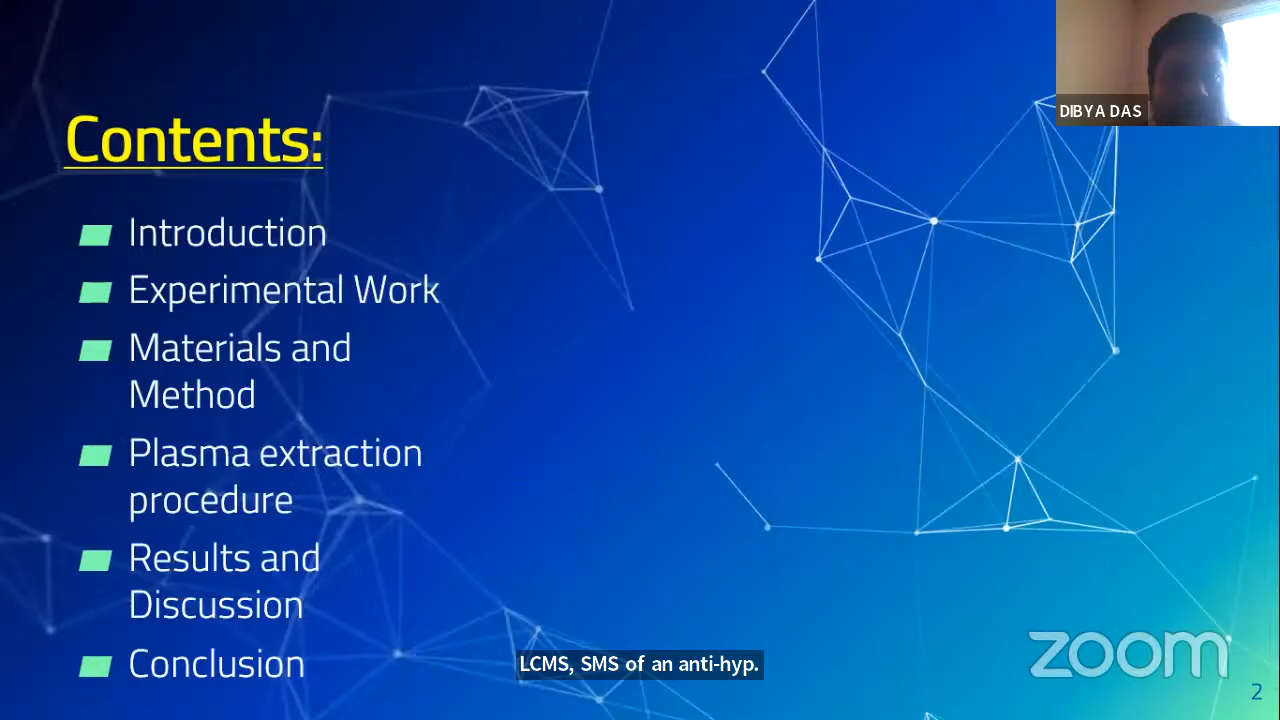 DIBYA DAS
Contents:
Introduction
Experimental Work
Materials and
Method
Plasma extraction
procedure
Results and
Discussion
Conclusion
LCMS, SMS of an anti-hyp.
zoom
2